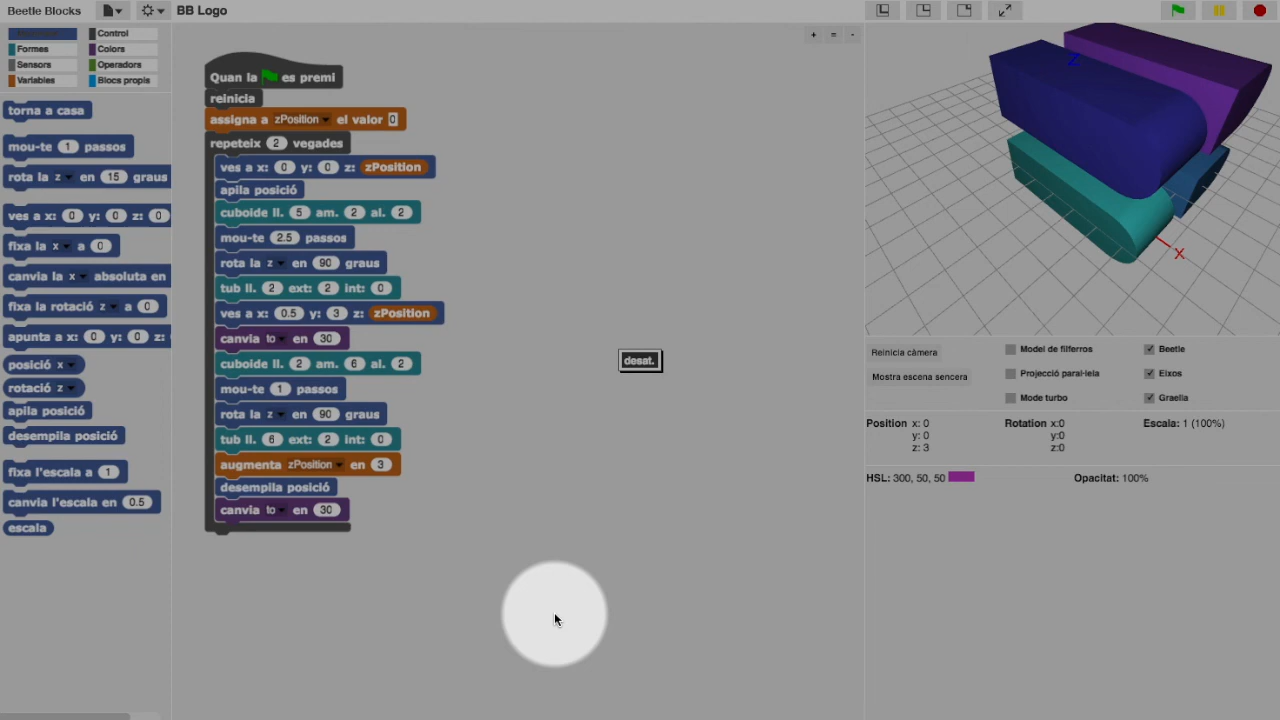 Beetle Blocks
BB Logo
Control
Formes
Colors
Sensors
Operadors
Variables
Blocs propis
torna a casa
mou-te 1 passos
rota la z en 15 graus
ves a x: 0 y: 0 z: 0
fixa la x a 0
canvia la x absoluta en
fixa la rotació z a 0
apunta a x: 0 y: 0 z:
posició x
rotació z
apila posició
desempila posició
fixa l'escala a 1
canvia l'escala en 0.5
escala
+ = -
Quan la es premi
reinicia
assigna a zPosition el valor 0
repeteix 2 vegades
ves a x: 0 y: 0 z: zPosition
apila posició
cuboide ll. 5 am. 2 al. 2
mou-te 2.5 passos
rota la z en 90 graus
tub ll. 2 ext: 2 int: 0
ves a x: 0.5 y: 3 z: zPosition
canvia to en 30
cuboide ll. 2 am. 6 al. 2
mou-te 1 passos
rota la z en 90 graus
tub ll. 6 ext: 2 int: 0
augmenta zPosition en 3
desempila posició
canvia to en 30
desat.
Z
X
Reinicia càmera
Model de filferros
Beetle
Mostra escena sencera
Projecció paral·lela
Eixos
Mode turbo
Graella
Position x: 0
y: 0
z: 3
Rotation x:0
y:0
z:0
Escala: 1 (100%)
HSL: 300, 50, 50
Opacitat: 100%